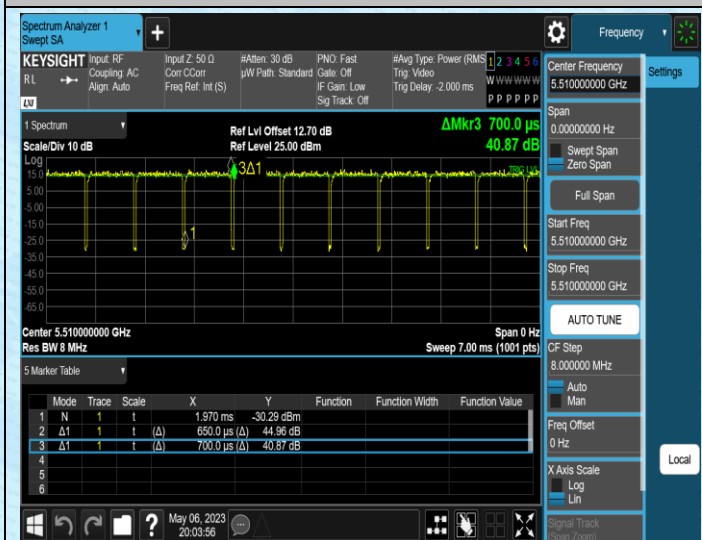 Spectrum Analyzer 1
Swept SA
+
Frequency
KEYSIGHT
RL
LXI
Input: RF
Coupling: AC
Align: Auto
Input Z: 50 Ω
Corr CCorr
Freq Ref: Int (S)
#Atten: 30 dB
µW Path: Standard
PNO: Fast
Gate: Off
IF Gain: Low
Sig Track: Off
#Avg Type: Power (RMS
Trig: Video
Trig Delay: -2.000 ms
1 2 3 4 5 6
W W W W W W
P P P P P P
1 Spectrum
Scale/Div 10 dB
Ref Lvl Offset 12.70 dB
Ref Level 25.00 dBm
ΔMkr3 700.0 µs
40.87 dB
Log
15.0
5.00
-5.00
-15.0
-25.0
-35.0
-45.0
-55.0
-65.0
3Δ1
1
TRIG LVL
Center 5.510000000 GHz
Span 0 Hz
Res BW 8 MHz
Sweep 7.00 ms (1001 pts)
5 Marker Table
Mode Trace Scale X Y Function Function Width Function Value
1 N 1 t 1.970 ms -30.29 dBm
2 Δ1 1 t (Δ) 650.0 µs (Δ) 44.96 dB
3 Δ1 1 t (Δ) 700.0 µs (Δ) 40.87 dB
4
5
6
?
May 06, 2023
20:03:56
Center Frequency
5.510000000 GHz
Settings
Span
0.00000000 Hz
Swept Span
Zero Span
Full Span
Start Freq
5.510000000 GHz
Stop Freq
5.510000000 GHz
AUTO TUNE
CF Step
8.000000 MHz
Auto
Man
Freq Offset
0 Hz
X Axis Scale
Log
Lin
Local
Signal Track
(Span Zoom)